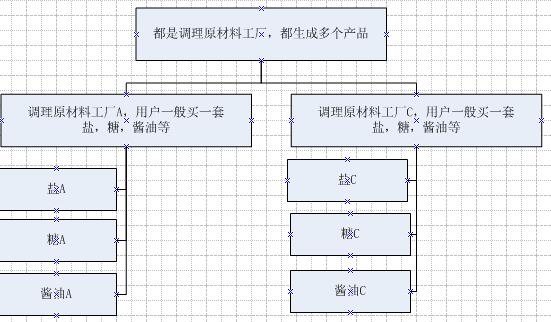 都是调理原材料工厂，都生成多个产品
调理原材料工厂A，用户一般买一套
盐，糖，酱油等
调理原材料工厂C，用户一般买一套
盐，糖，酱油等
盐A
盐C
糖A
糖C
酱油A
酱油C